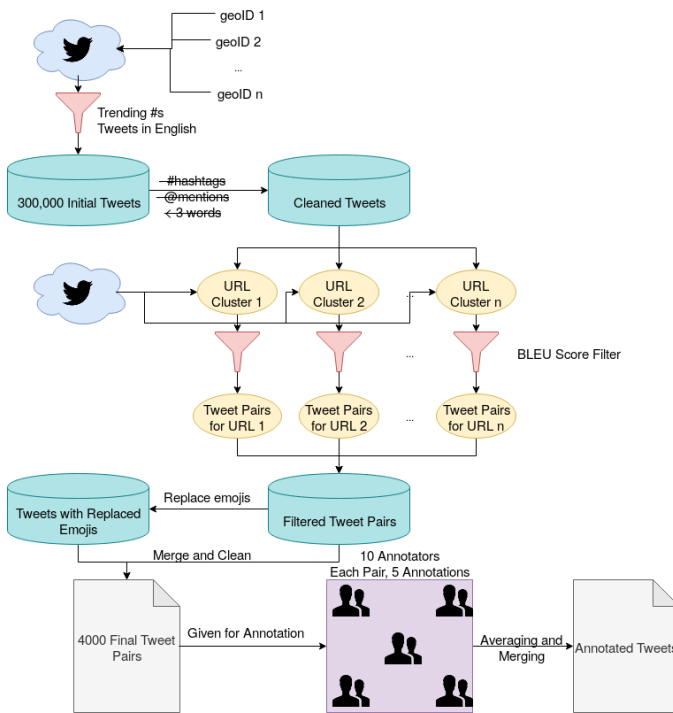 geoID 1
geoID 2
...
geoID n
Trending #s
Tweets in English
300,000 Initial Tweets
#hashtags
@mentions
< 3 words
Cleaned Tweets
URL
Cluster 1
URL
Cluster 2
...
URL
Cluster n
...
BLEU Score Filter
Tweet Pairs
for URL 1
Tweet Pairs
for URL 2
...
Tweet Pairs
for URL n
Tweets with Replaced
Emojis
Replace emojis
Filtered Tweet Pairs
Merge and Clean
10 Annotators
Each Pair, 5 Annotations
4000 Final Tweet
Pairs
Given for Annotation
Averaging and
Merging
Annotated Tweets